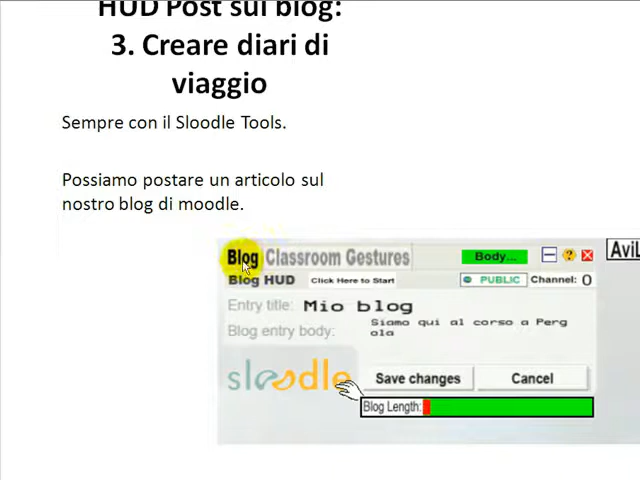 HUD Post sul blog:
3. Creare diari di
viaggio
Sempre con il Sloodle Tools.
Possiamo postare un articolo sul
nostro blog di moodle.
Blog Classroom Gestures Body...
AviL
Blog HUD Click Here to Start PUBLIC Channel: 0
Entry title: Mio blog
Blog entry body: Siamo qui al corso a Perg
ola
sloodle
Save changes Cancel
Blog Length: